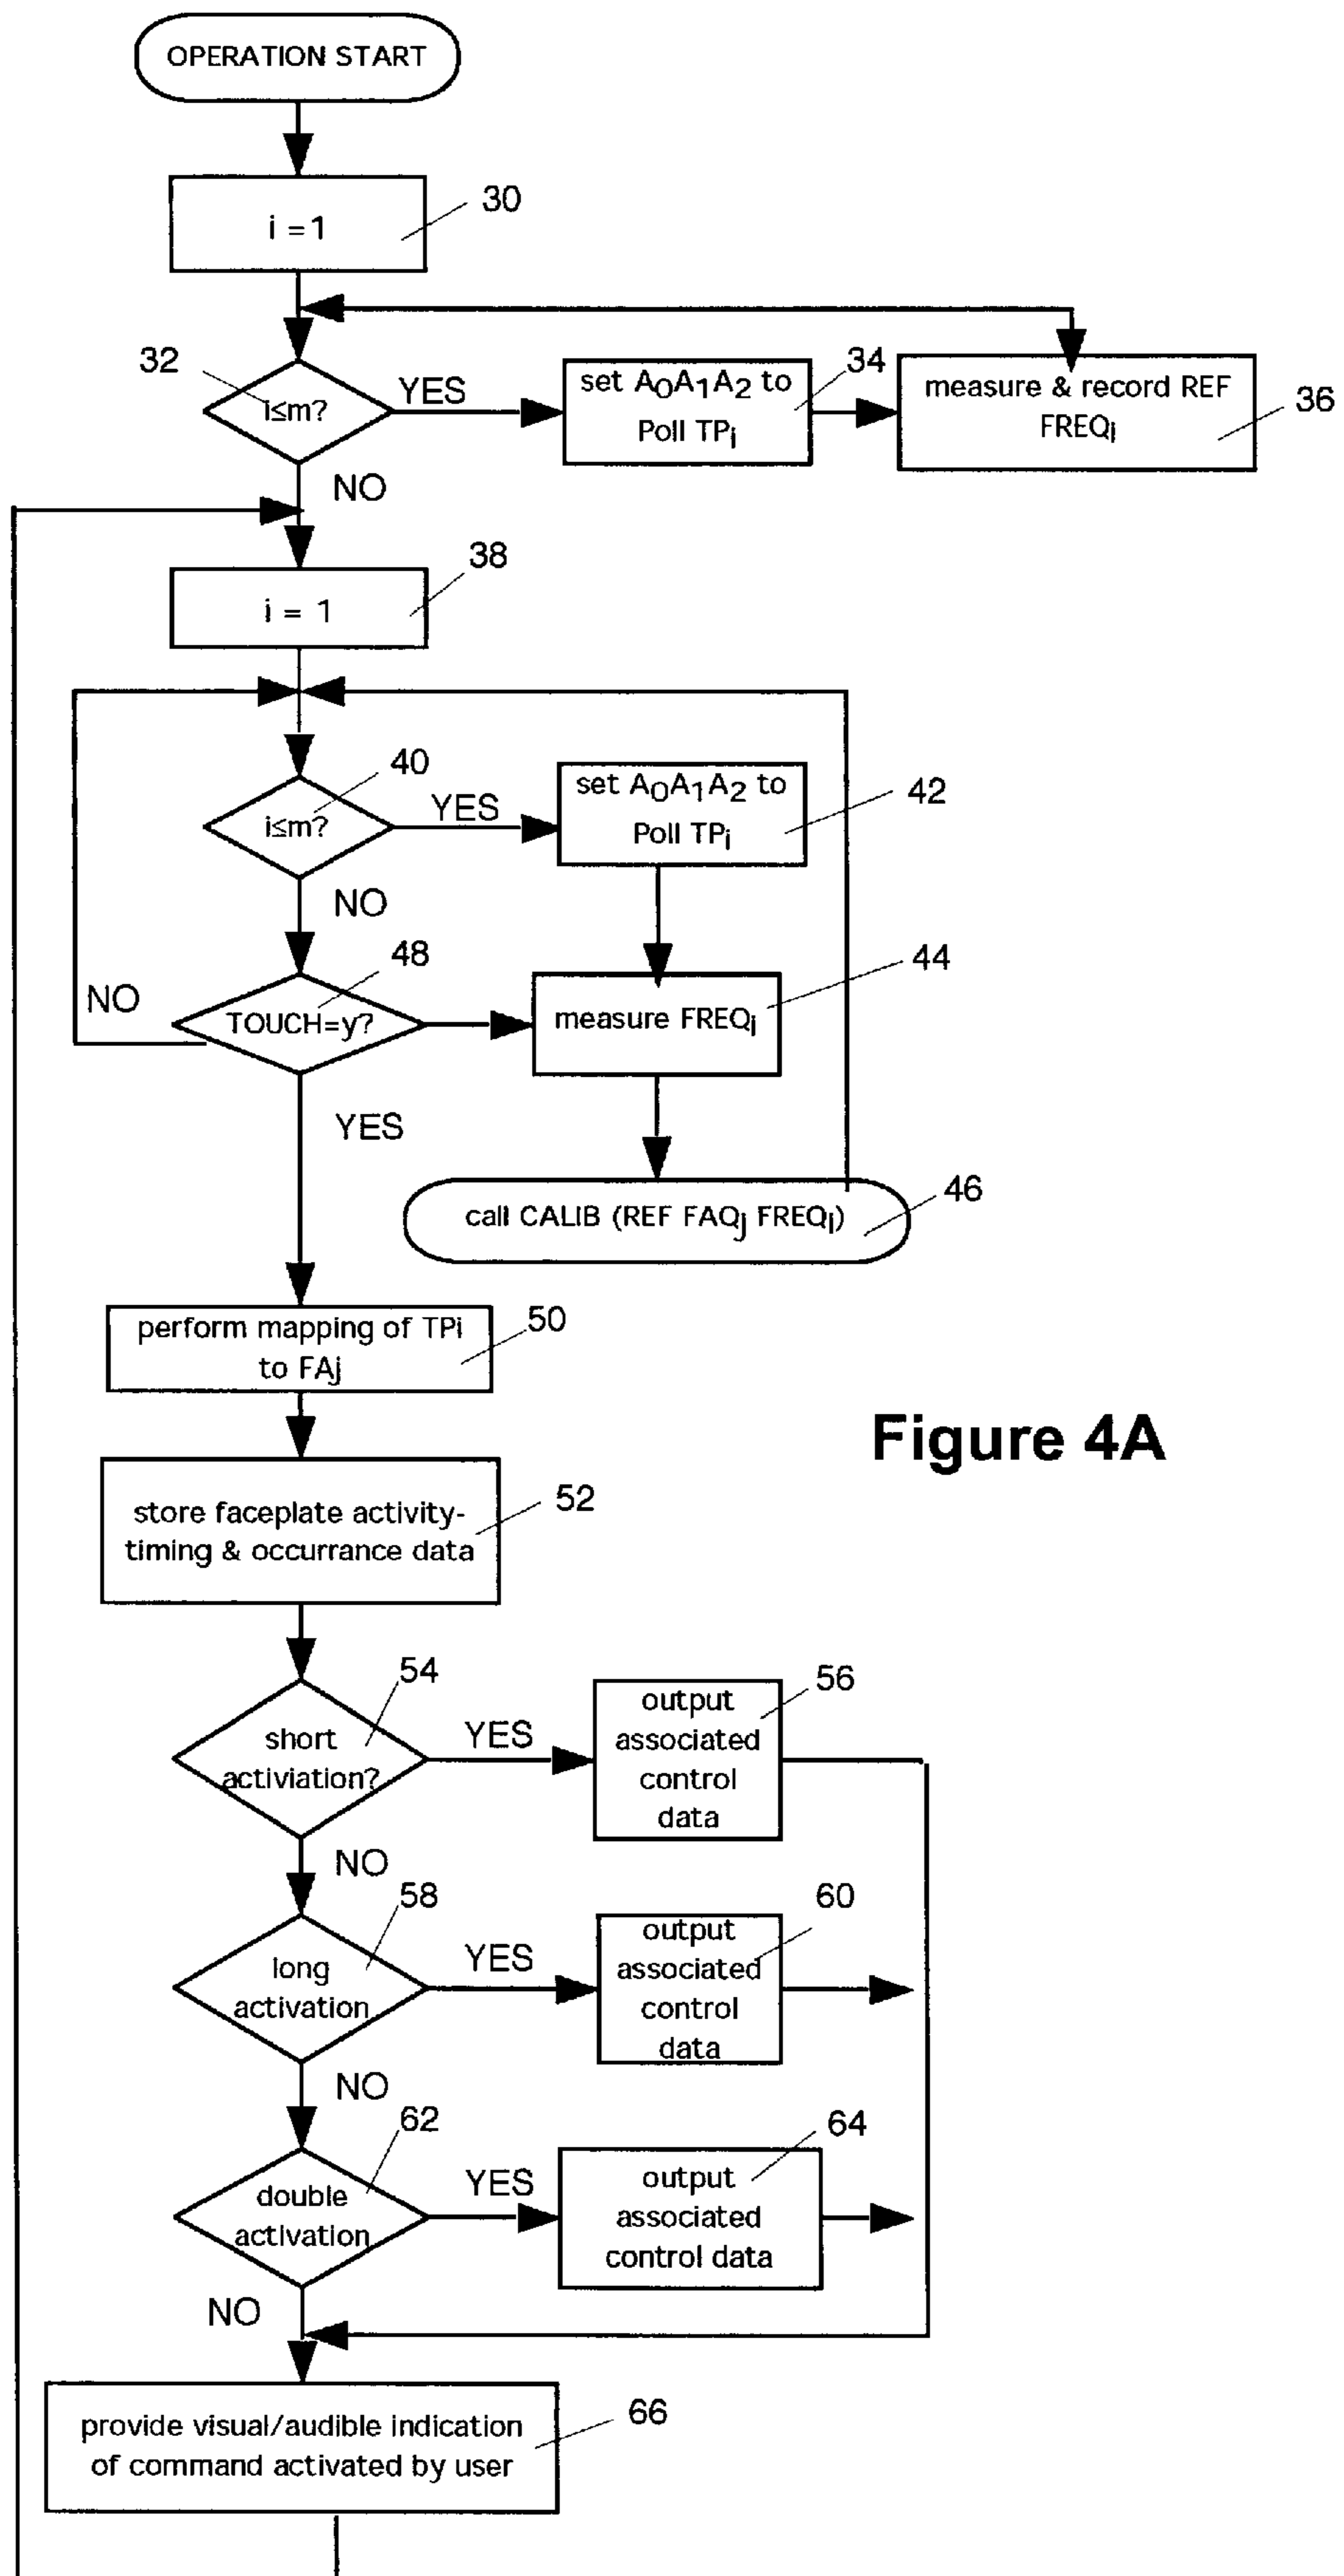 OPERATION START
i = 1
30
32
i≤m?
YES
set A0A1A2 to
Poll TPi
34
measure & record REF
FREQi
36
NO
38
i = 1
40
i≤m?
YES
set A0A1A2 to
Poll TPi
42
NO
48
NO
TOUCH=y?
measure FREQi
44
YES
call CALIB (REF FAQj FREQi)
46
perform mapping of TPi
to FAj
50
Figure 4A
store faceplate activity-
timing & occurrance data
52
54
short
activiation?
YES
output
associated
control
data
56
NO
58
long
activation
YES
output
associated
control
data
60
NO
62
double
activation
YES
output
associated
control data
64
NO
provide visual/audible indication
of command activated by user
66